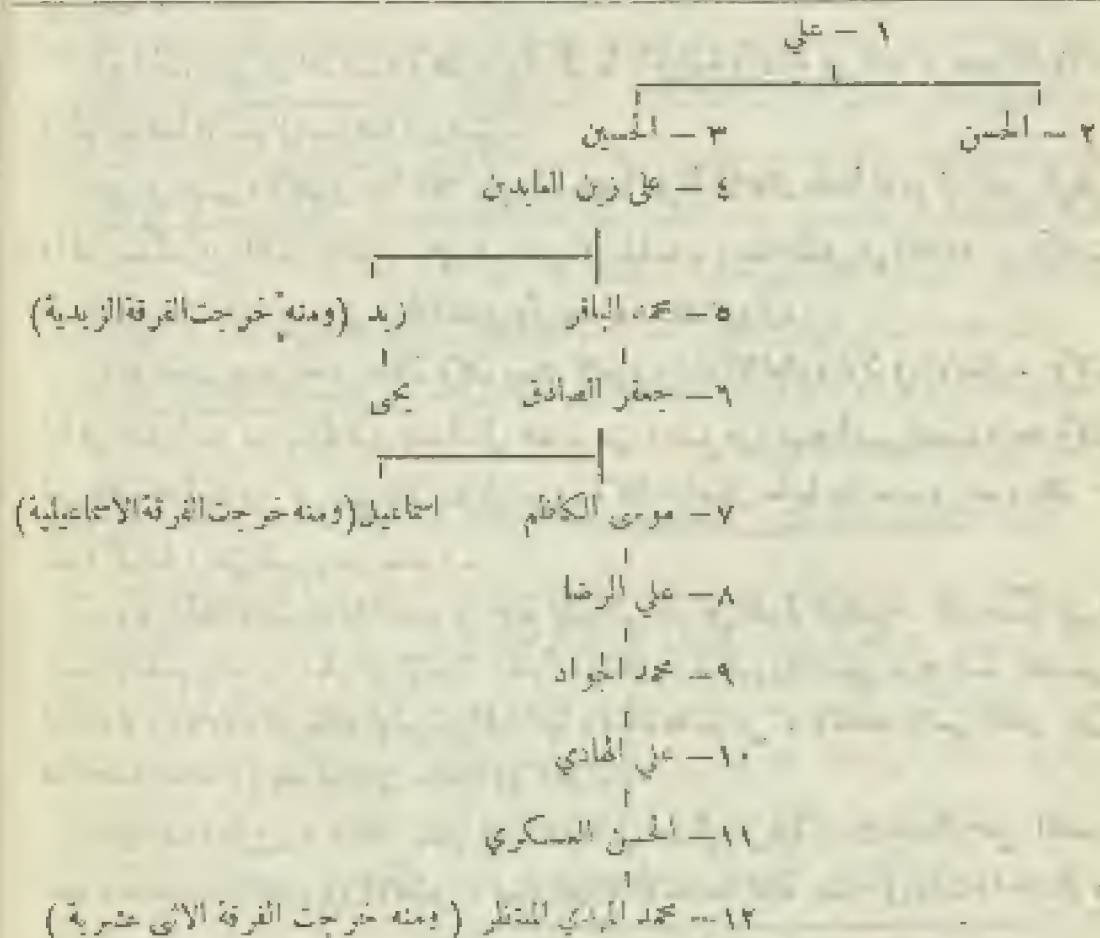 ١ — علي
٢ — الحسن ٣ — الحسين
٤ — علي زين العابدين
٥ — محمد الباقر زيد (ومنه خرجت الفرقة الزيدية)
٦ — جعفر الصادق يحيى
٧ — موسى الكاظم اسماعيل (ومنه خرجت الفرقة الاسماعيلية)
٨ — علي الرضا
٩ — محمد الجواد
١٠ — علي الهادي
١١ — الحسن العسكري
١٢ — محمد المهدي المنتظر ( ومنه خرجت الفرقة الاثنى عشرية )